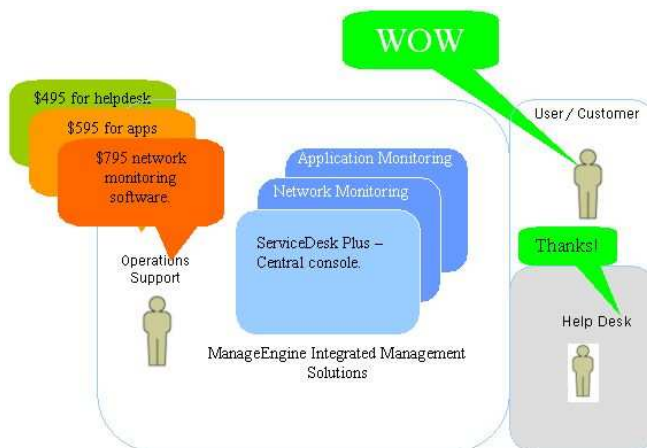 WOW
$495 for helpdesk
$595 for apps
$795 network
monitoring
software.
Application Monitoring
Network Monitoring
ServiceDesk Plus –
Central console.
Operations
Support
ManageEngine Integrated Management
Solutions
User / Customer
Thanks!
Help Desk